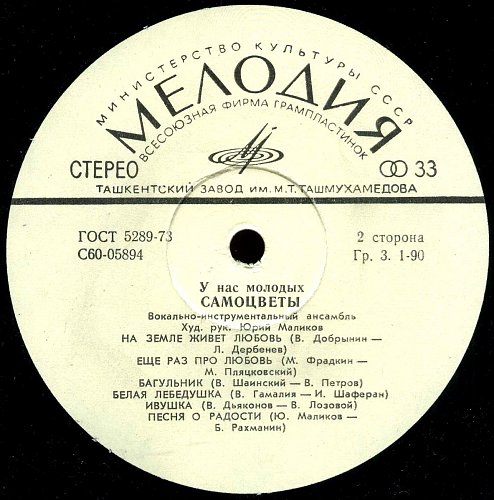 МИНИСТЕРСТВО КУЛЬТУРЫ СССР
МЕЛОДИЯ
ВСЕСОЮЗНАЯ ФИРМА ГРАМПЛАСТИНОК
СТЕРЕО
33
ТАШКЕНТСКИЙ ЗАВОД ИМ. М.Т.ТАШМУХАМЕДОВА
ГОСТ 5289-73
2 сторона
С60-05894
Гр. 3. 1-90
У нас молодых
САМОЦВЕТЫ
Вокально-инструментальный ансамбль
Худ. рук. Юрий Маликов
НА ЗЕМЛЕ ЖИВЕТ ЛЮБОВЬ (В. Добрынин —
Л. Дербенев)
ЕЩЕ РАЗ ПРО ЛЮБОВЬ (М. Фрадкин —
М. Пляцковский)
БАГУЛЬНИК (В. Шаинский — В. Петров)
БЕЛАЯ ЛЕБЕДУШКА (В. Гамалия — И. Шаферан)
ИВУШКА (В. Дьяконов — В. Лозовой)
ПЕСНЯ О РАДОСТИ (Ю. Маликов —
Б. Рахманин)